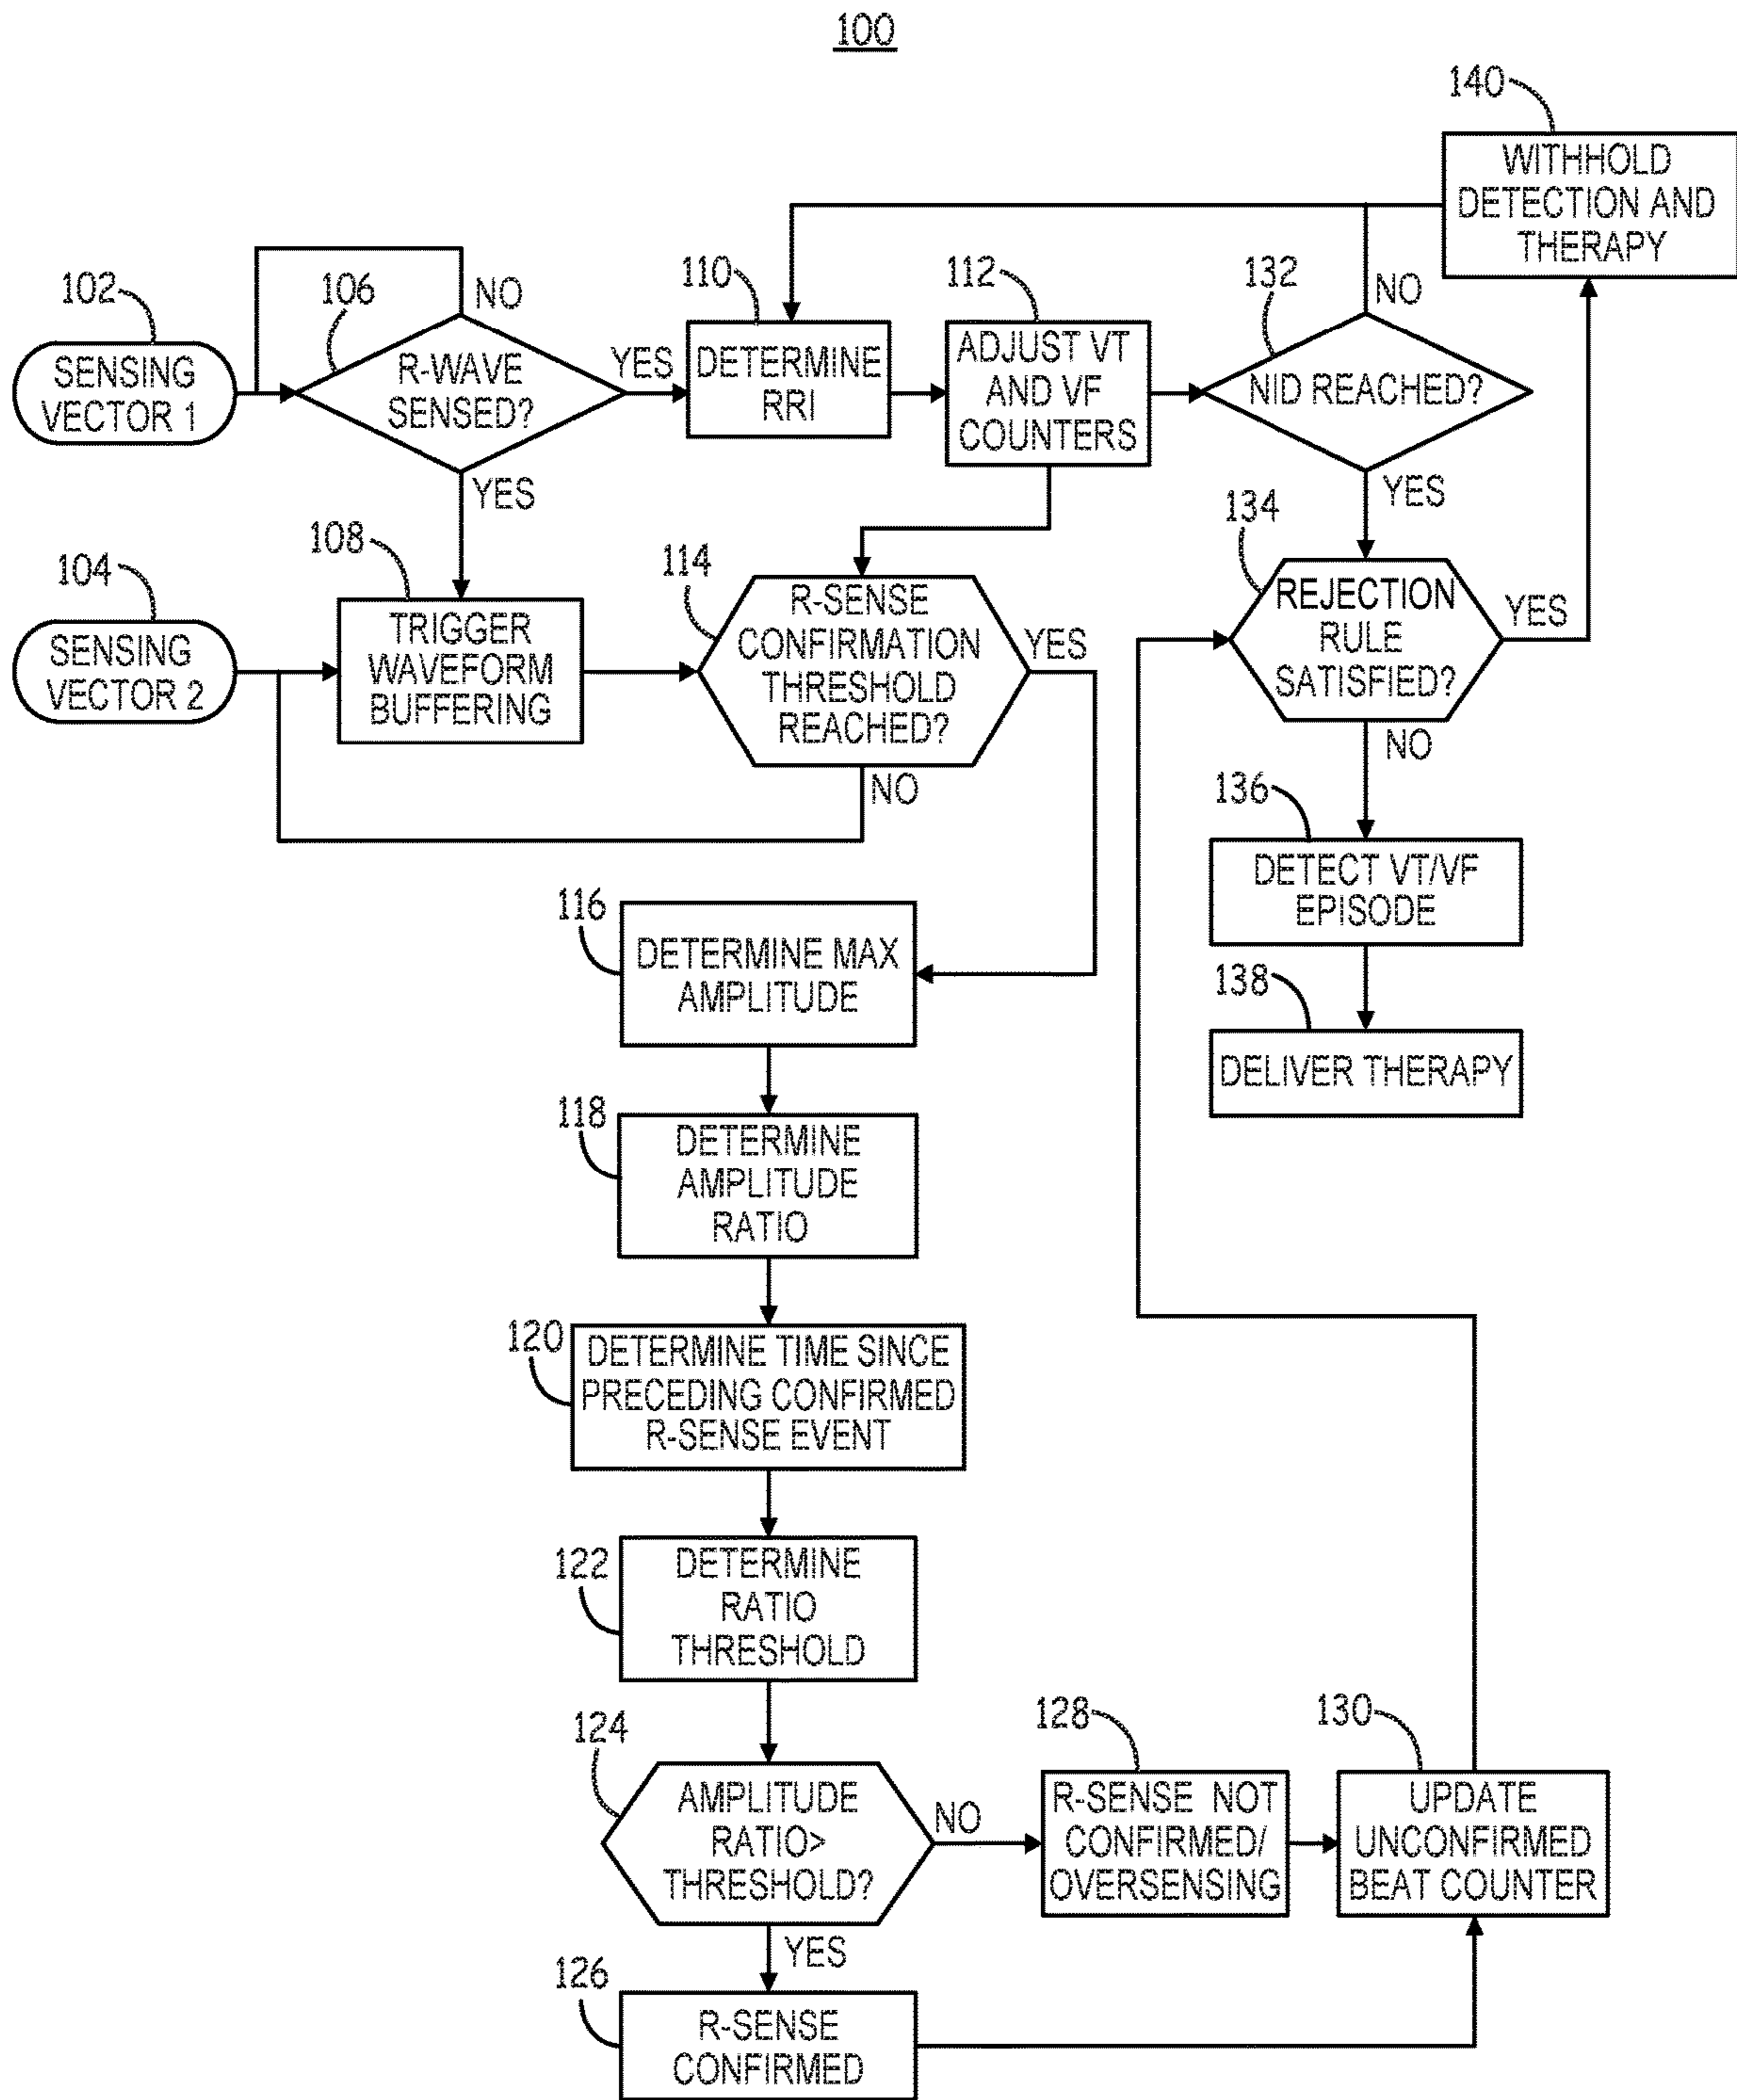 100
140
WITHHOLD
DETECTION AND
THERAPY
102
SENSING
VECTOR 1
106
R-WAVE
SENSED?
NO
YES
YES
110
DETERMINE
RRI
112
ADJUST VT
AND VF
COUNTERS
132
NID REACHED?
NO
YES
104
SENSING
VECTOR 2
108
TRIGGER
WAVEFORM
BUFFERING
114
R-SENSE
CONFIRMATION
THRESHOLD
REACHED?
YES
NO
134
REJECTION
RULE
SATISFIED?
YES
NO
136
DETECT VT/VF
EPISODE
138
DELIVER THERAPY
116
DETERMINE MAX
AMPLITUDE
118
DETERMINE
AMPLITUDE
RATIO
120
DETERMINE TIME SINCE
PRECEDING CONFIRMED
R-SENSE EVENT
122
DETERMINE
RATIO
THRESHOLD
124
AMPLITUDE
RATIO>
THRESHOLD?
NO
YES
128
R-SENSE NOT
CONFIRMED/
OVERSENSING
130
UPDATE
UNCONFIRMED
BEAT COUNTER
126
R-SENSE
CONFIRMED